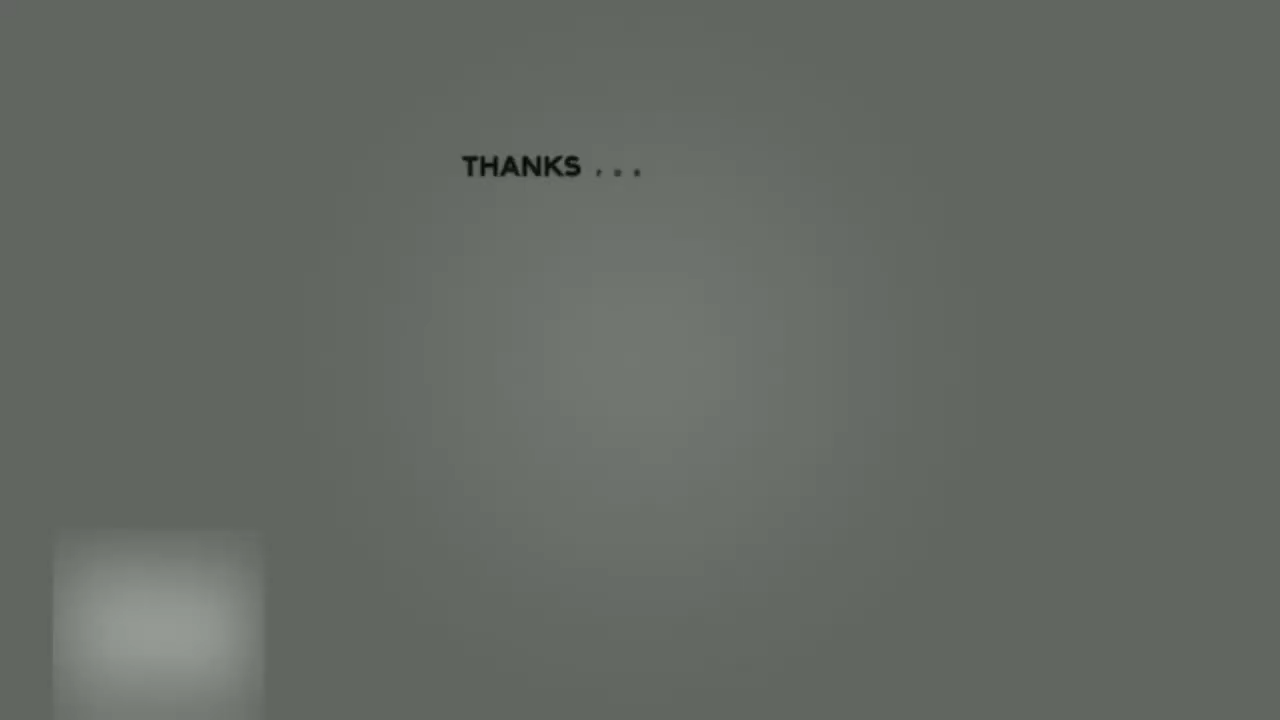 THANKS . . .